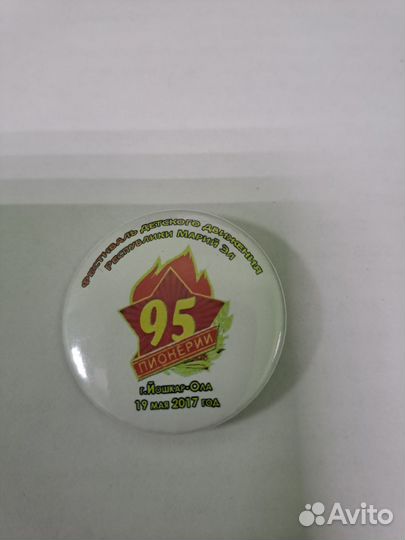 Фестиваль детского движения
Республики Марий Эл
95
ПИОНЕРИИ
г.Йошкар-Ола
19 мая 2017 год
Avito